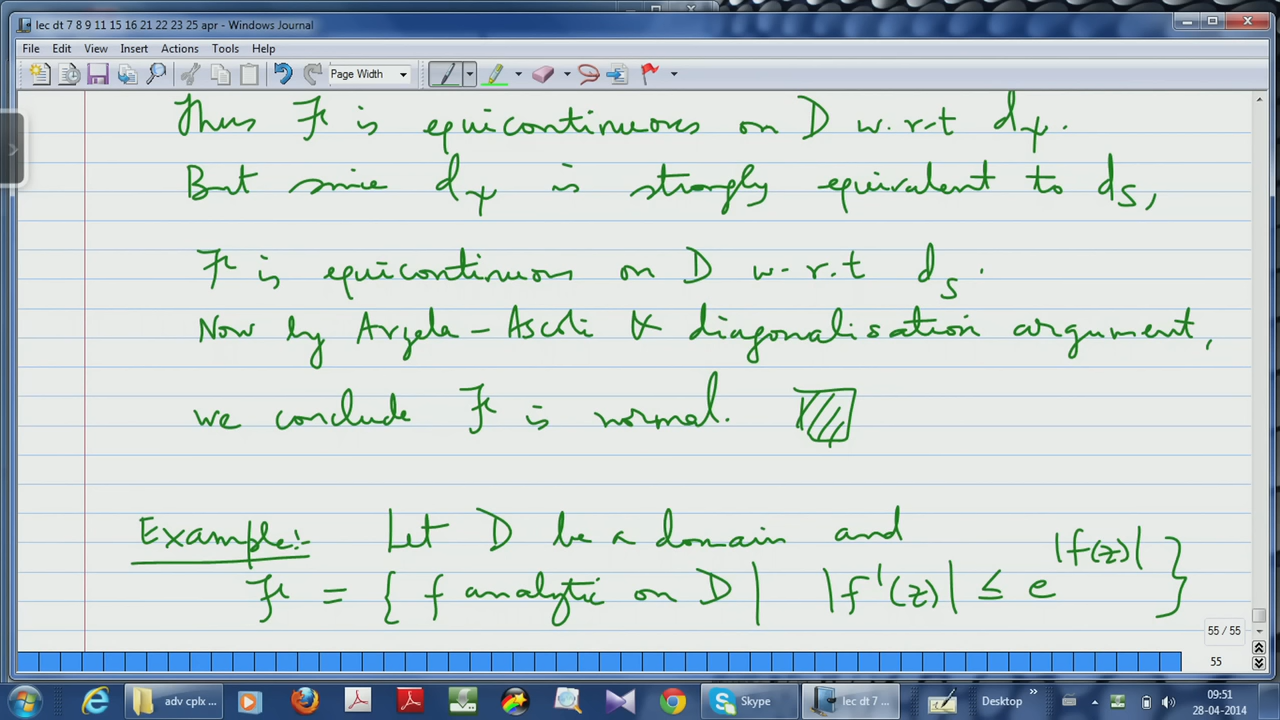 lec dt 7 8 9 11 15 16 21 22 23 25 apr - Windows Journal
File Edit View Insert Actions Tools Help
Page Width
Thus F is equicontinuous on D w.r.t d_χ.
But since d_χ is strongly equivalent to d_S,
F is equicontinuous on D w.r.t d_S.
Now by Arzela - Ascoli & diagonalisation argument,
we conclude F is normal.
Example:- Let D be a domain and
F = { f analytic on D | |f'(z)| ≤ e^|f(z)| }
55 / 55
55
adv cplx ...
Skype
lec dt 7 ...
Desktop
09:51
28-04-2014